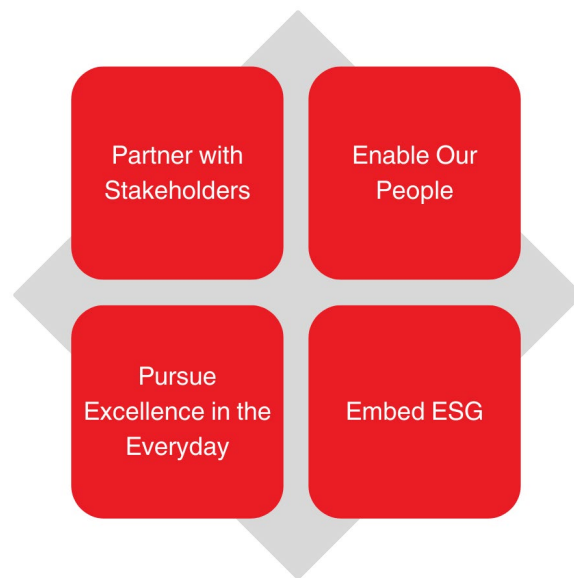 Partner with
Stakeholders
Enable Our
People
Pursue
Excellence in the
Everyday
Embed ESG